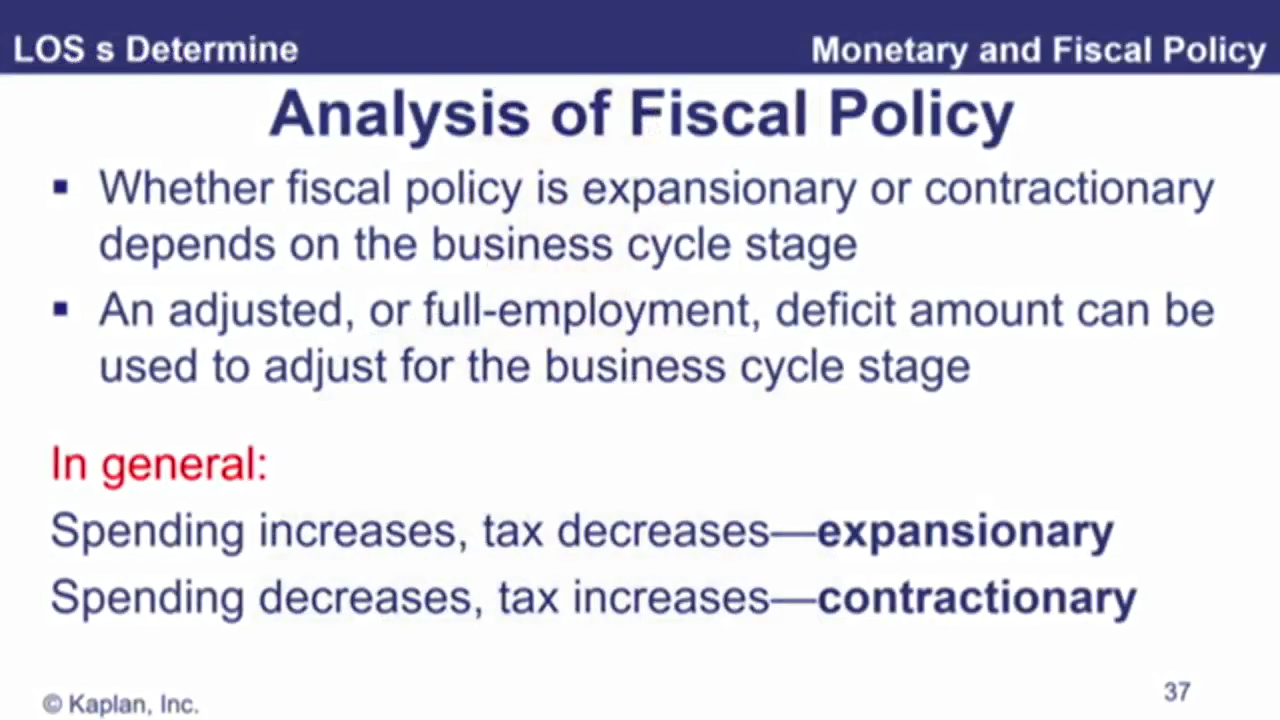 LOS s Determine
Monetary and Fiscal Policy
Analysis of Fiscal Policy
▪ Whether fiscal policy is expansionary or contractionary
depends on the business cycle stage
▪ An adjusted, or full-employment, deficit amount can be
used to adjust for the business cycle stage
In general:
Spending increases, tax decreases—expansionary
Spending decreases, tax increases—contractionary
© Kaplan, Inc.
37